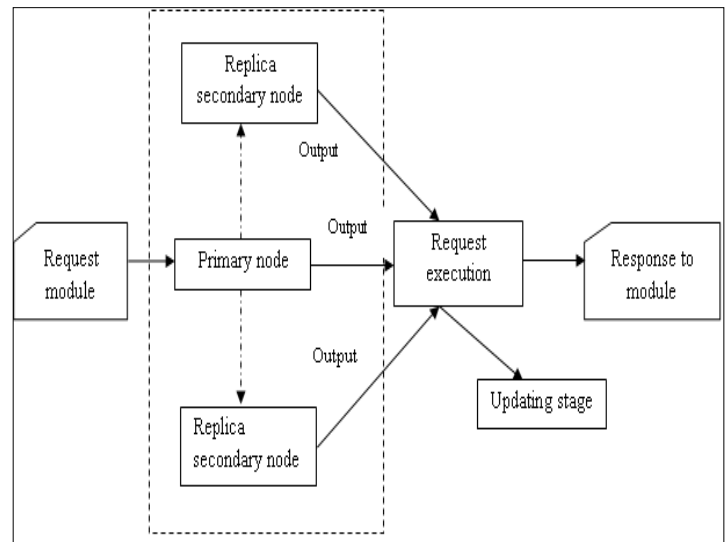 Replica
secondary node
Output
Output
Request
module
Primary node
Request
execution
Response to
module
Output
Updating stage
Replica
secondary node